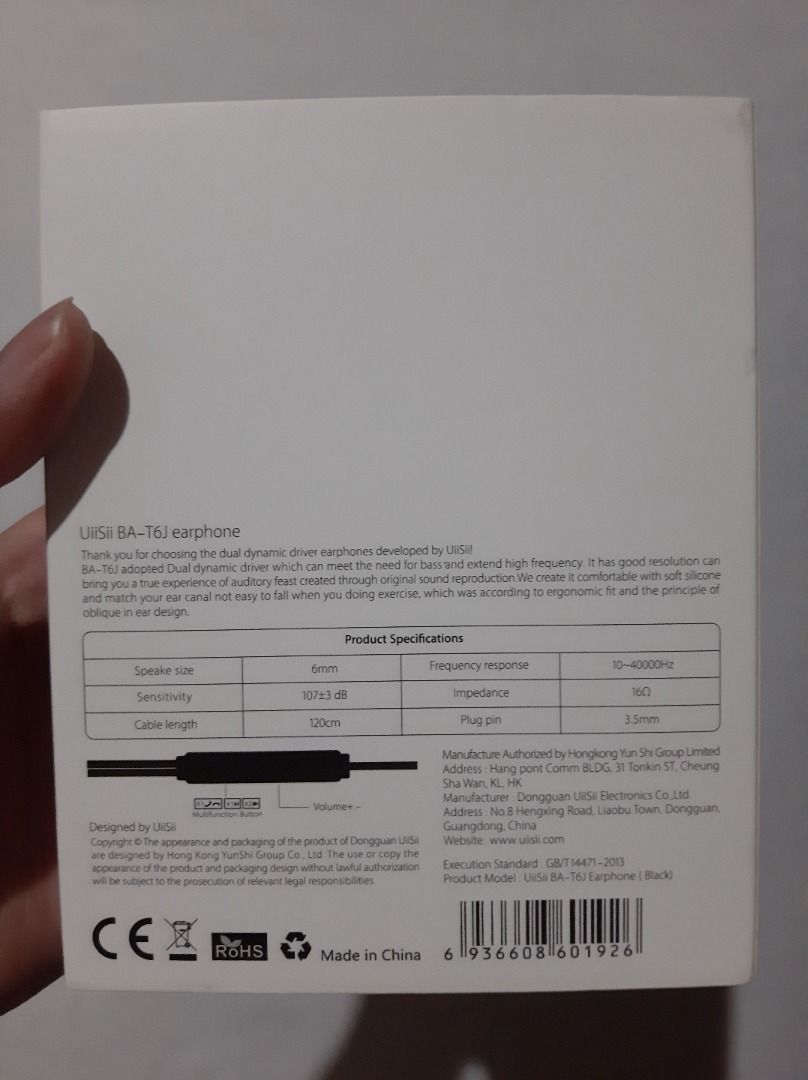 UiiSii BA-T6J earphone
Thank you for choosing the dual dynamic driver earphones developed by UiiSii!
BA-T6J adopted Dual dynamic driver which can meet the need for bass and extend high frequency. It has good resolution can
bring you a true experience of auditory feast created through original sound reproduction.We create it comfortable with soft silicone
and match your ear canal not easy to fall when you doing exercise, which was according to ergonomic fit and the principle of
oblique in ear design.
Product Specifications
Speake size 6mm Frequency response 10~40000Hz
Sensitivity 107±3 dB Impedance 16Ω
Cable length 120cm Plug pin 3.5mm
Volume+ -
Multifunction Button
Designed by UiiSii
Copyright © The appearance and packaging of the product of Dongguan UiiSii
are designed by Hong Kong YunShi Group Co., Ltd. The use or copy the
appearance of the product and packaging design without lawful authorization
will be subject to the prosecution of relevant legal responsibilities.
Manufacture Authorized by Hongkong Yun Shi Group Limited
Address : Hang pont Comm BLDG, 31 Tonkin ST, Cheung
Sha Wan, KL, HK
Manufacturer : Dongguan UiiSii Electronics Co.,Ltd.
Address : No.8 Hengxing Road, Liaobu Town, Dongguan,
Guangdong, China
Website: www.uiisii.com
Execution Standard : GB/T14471-2013
Product Model : UiiSii BA-T6J Earphone ( Black)
CE RoHS Made in China
6 936608 601926